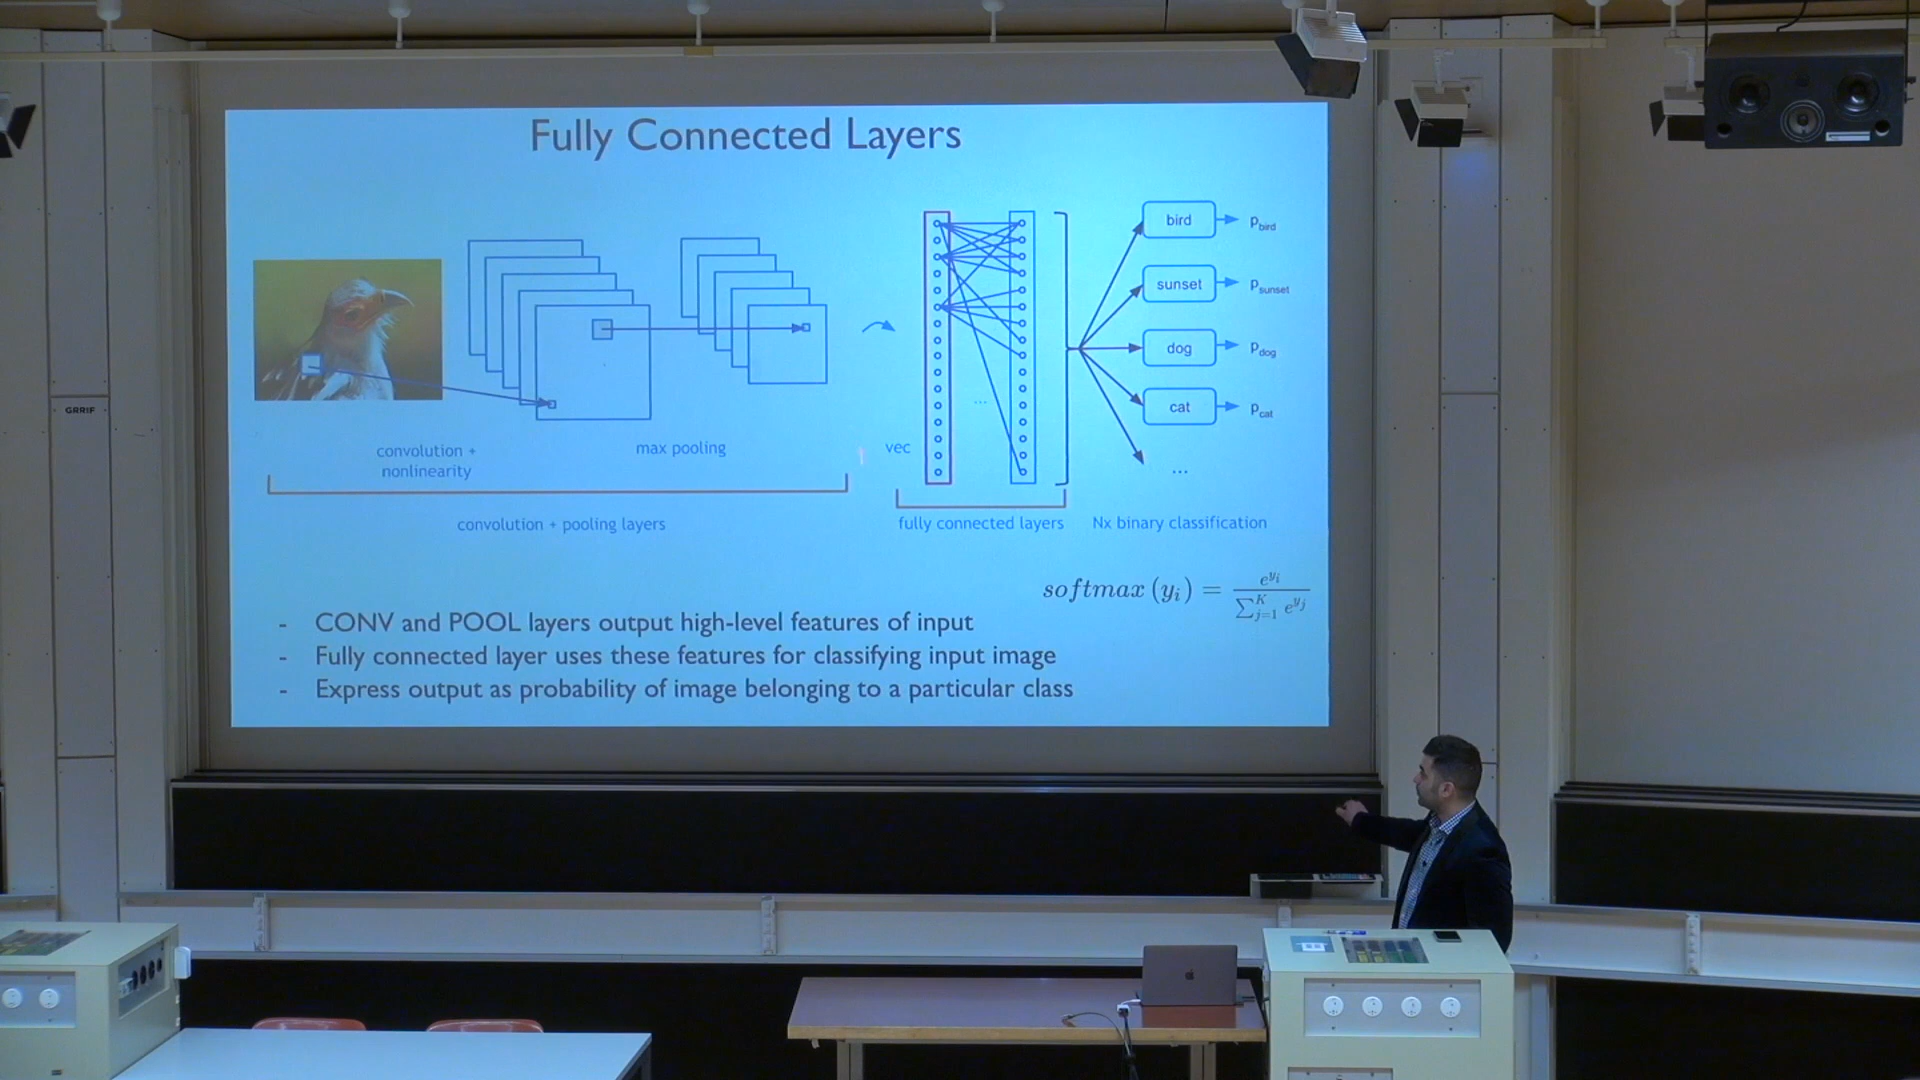 Fully Connected Layers
bird
p_bird
sunset
p_sunset
dog
p_dog
cat
p_cat
...
...
convolution +
nonlinearity
max pooling
vec
convolution + pooling layers
fully connected layers
Nx binary classification
softmax (y_i) = e^{y_i} / ∑_{j=1}^{K} e^{y_j}
- CONV and POOL layers output high-level features of input
- Fully connected layer uses these features for classifying input image
- Express output as probability of image belonging to a particular class
GRRIF